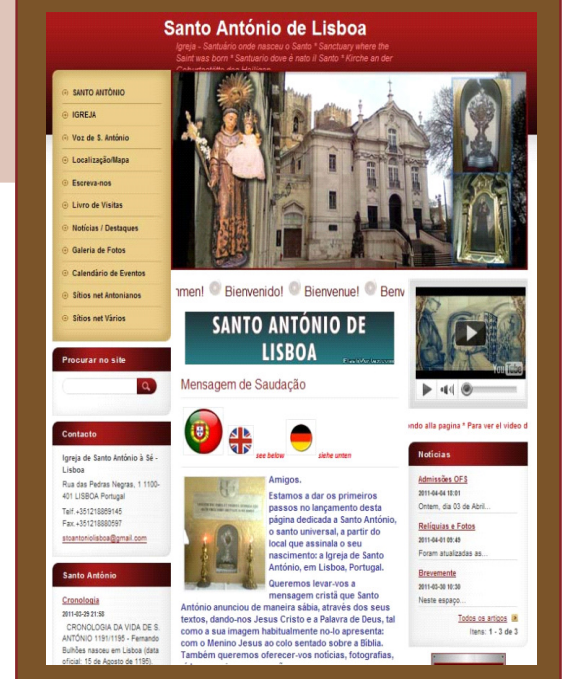 Santo António de Lisboa
Igreja - Santuário onde nasceu o Santo * Sanctuary where the
Saint was born * Santuario dove é nato il Santo * Kirche an der
SANTO ANTÓNIO
IGREJA
Voz de S. António
Localização/Mapa
Escreva-nos
Livro de Visitas
Notícias / Destaques
Galeria de Fotos
Calendário de Eventos
Sítios net Antonianos
Sítios net Vários
Procurar no site
Contacto
Igreja de Santo António à Sé -
Lisboa
Rua das Pedras Negras, 1 1100-
401 LISBOA Portugal
Telf. +351218869145
Fax.+351218880597
stoantoniolisboa@gmail.com
Santo António
Cronologia
2011-03-29 21:50
CRONOLOGIA DA VIDA DE S.
ANTÓNIO 1191/1195 - Fernando
Bulhões nasceu em Lisboa (data
oficial: 15 de Agosto de 1195).
nmen! Bienvenido! Bienvenue! Benv
SANTO ANTÓNIO DE
LISBOA
Mensagem de Saudação
see below
siehe unten
Amigos.
Estamos a dar os primeiros
passos no lançamento desta
página dedicada a Santo António,
o santo universal, a partir do
local que assinala o seu
nascimento: a Igreja de Santo
António, em Lisboa, Portugal.
Queremos levar-vos a
mensagem cristã que Santo
António anunciou de maneira sábia, através dos seus
textos, dando-nos Jesus Cristo e a Palavra de Deus, tal
como a sua imagem habitualmente no-lo apresenta:
com o Menino Jesus ao colo sentado sobre a Bíblia.
Também queremos oferecer-vos notícias, fotografias,
YouTube
ondo alla pagina * Para ver el video d
Notícias
Admissões OFS
2011-04-04 10:01
Ontem, dia 03 de Abril...
Relíquias e Fotos
2011-04-01 09:49
Foram atualizadas as...
Brevemente
2011-03-30 10:30
Neste espaço...
Todos os artigos
Itens: 1 - 3 de 3